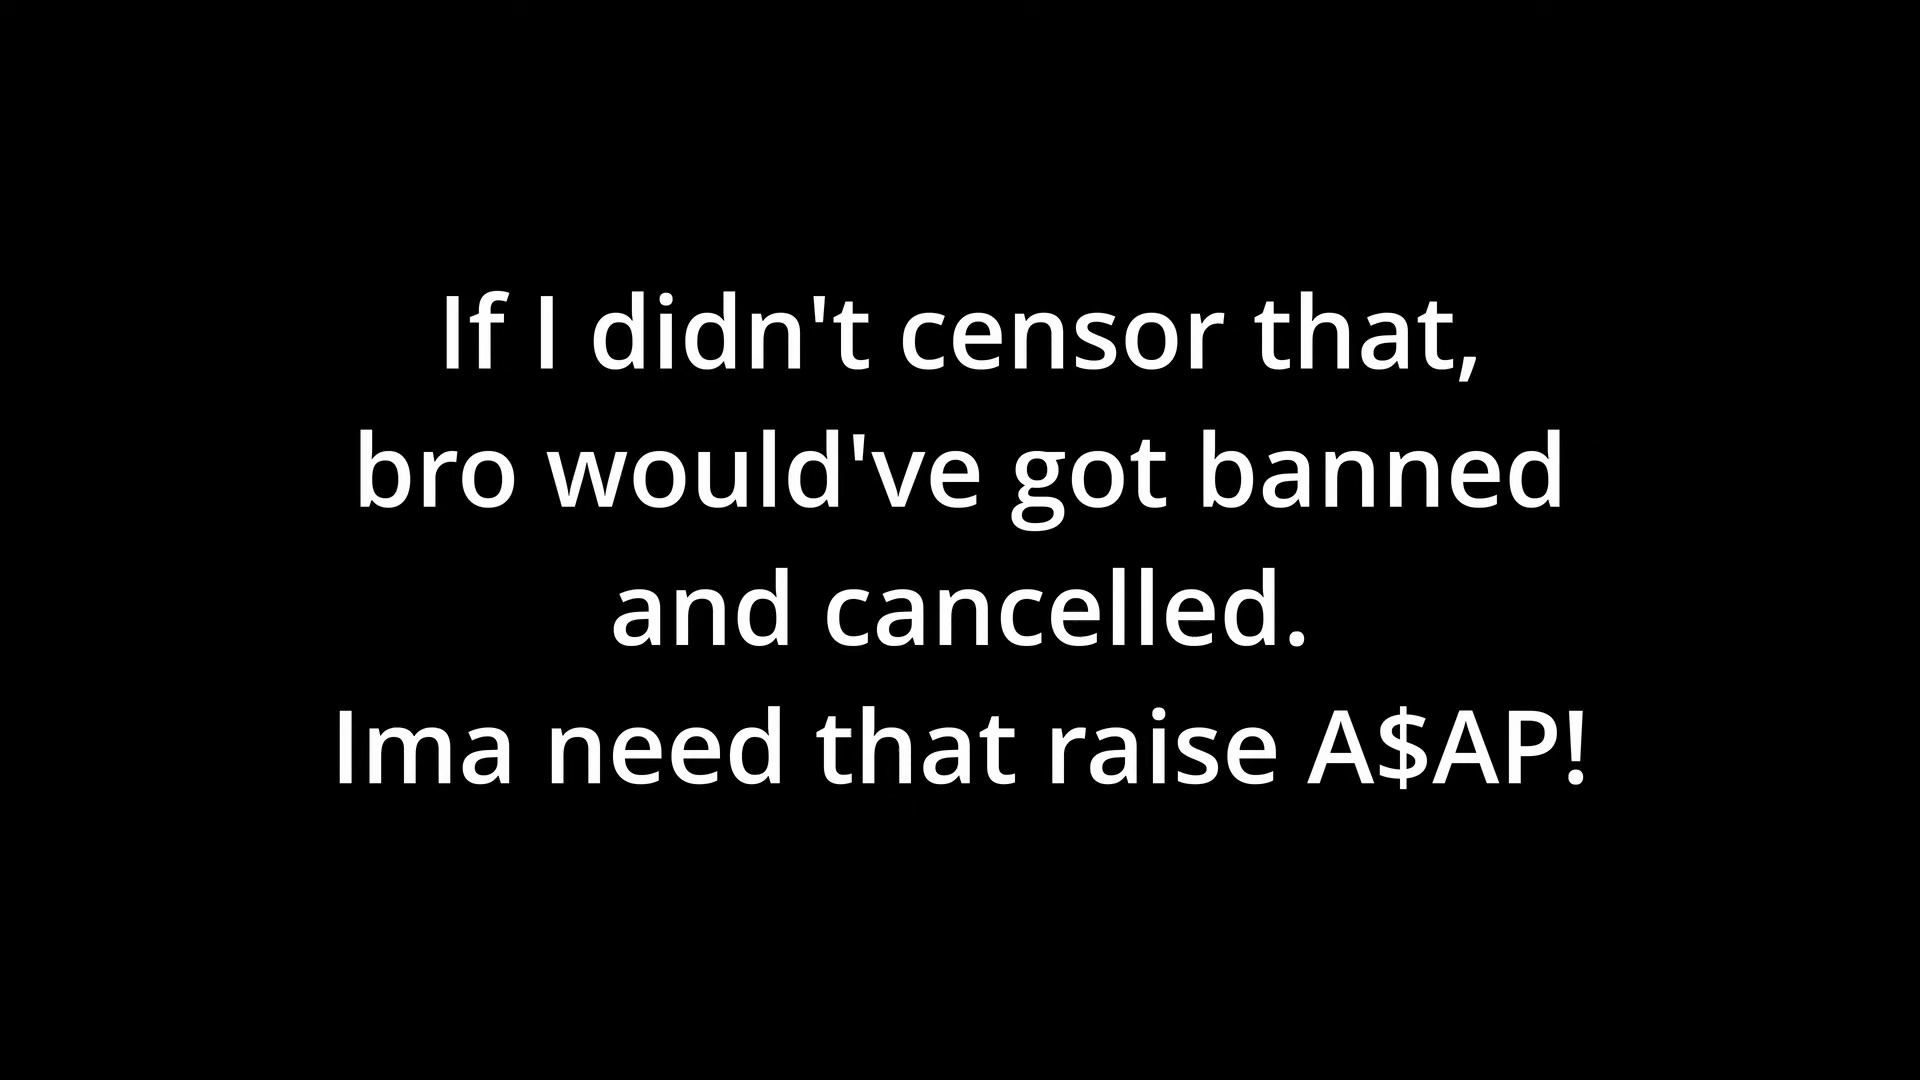 If I didn't censor that,
bro would've got banned
and cancelled.
Ima need that raise A$AP!